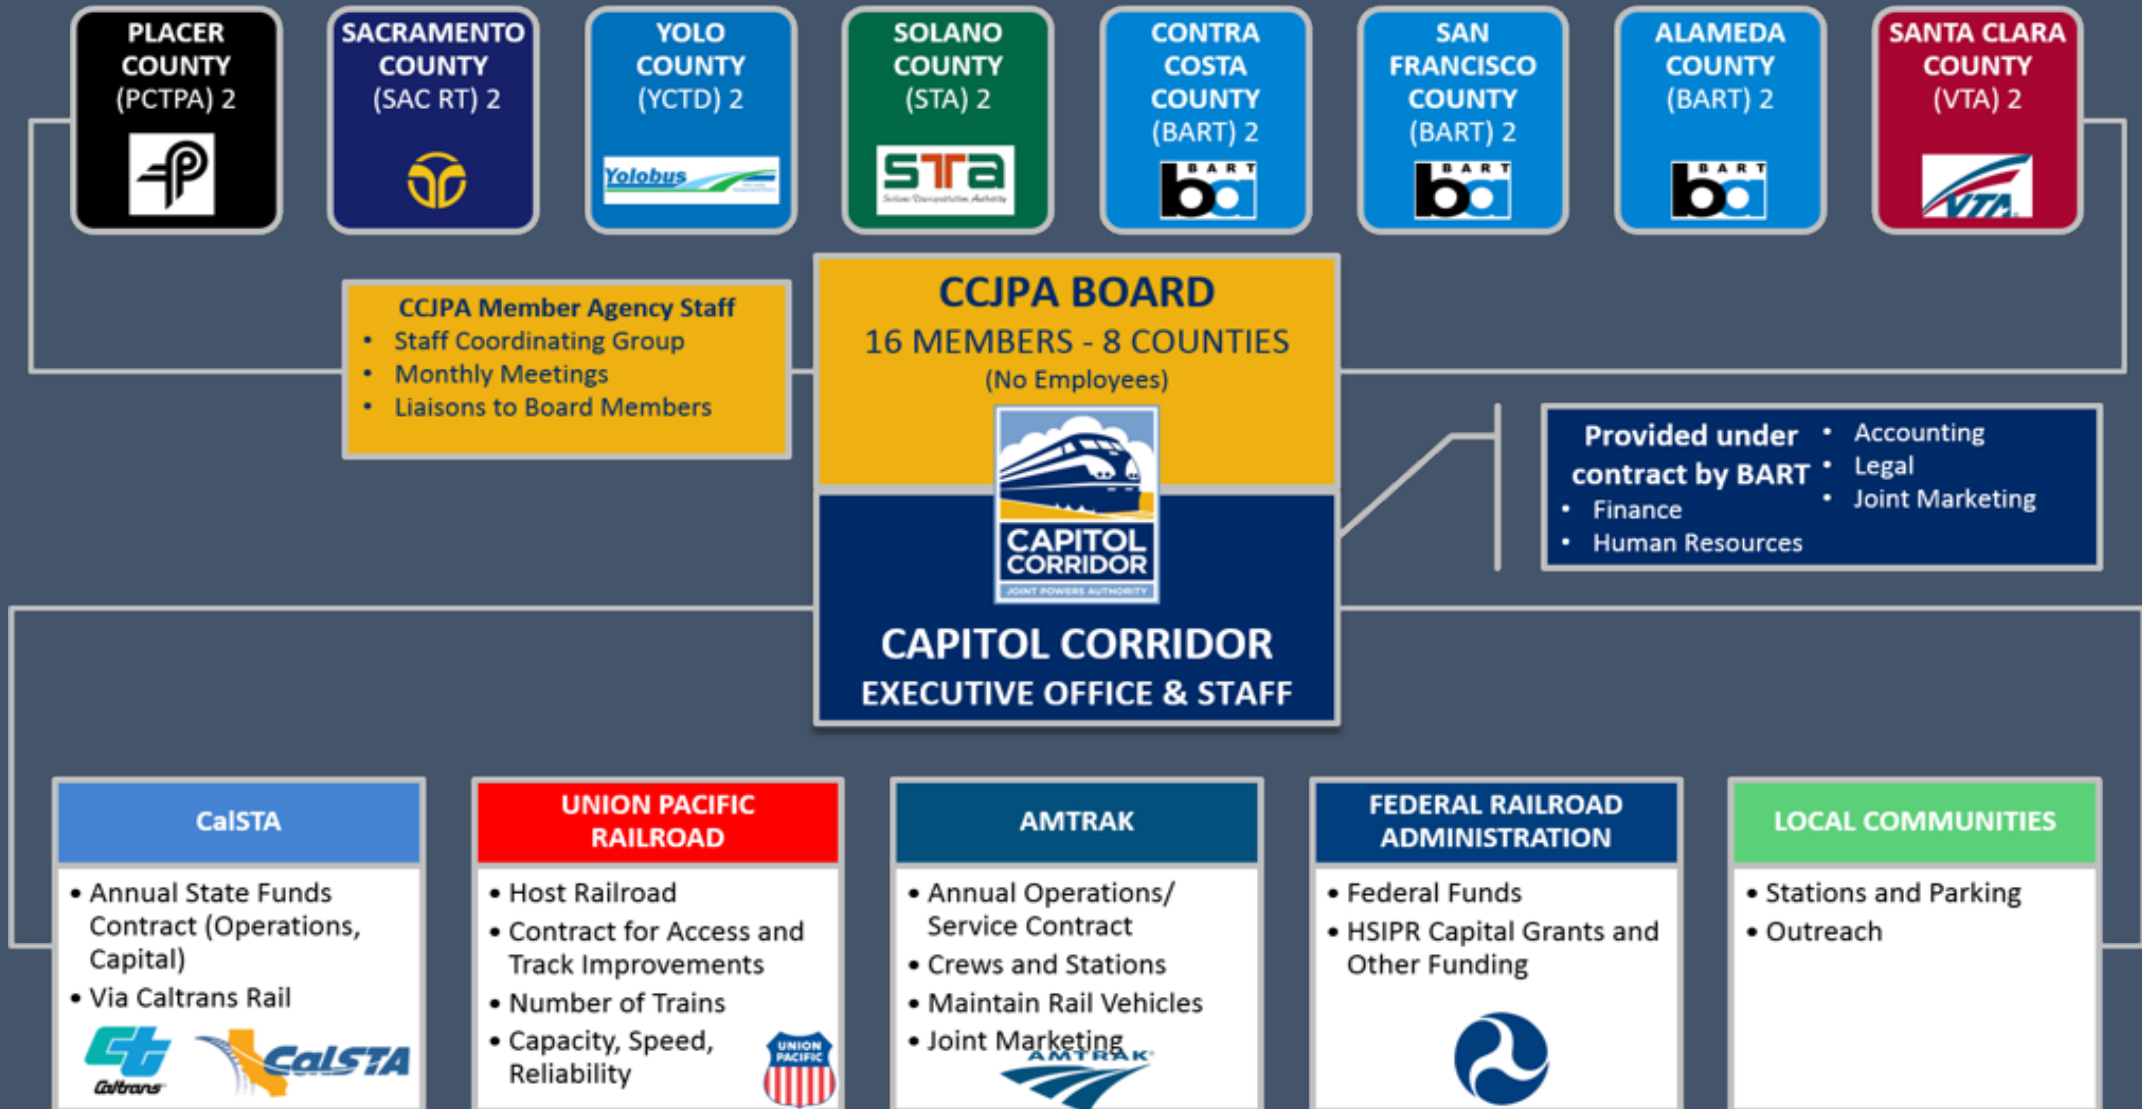 PLACER
COUNTY
(PCTPA) 2
SACRAMENTO
COUNTY
(SAC RT) 2
YOLO
COUNTY
(YCTD) 2
Yolobus
SOLANO
COUNTY
(STA) 2
STa
Solano Transportation Authority
CONTRA
COSTA
COUNTY
(BART) 2
BART
ba
SAN
FRANCISCO
COUNTY
(BART) 2
BART
ba
ALAMEDA
COUNTY
(BART) 2
BART
ba
SANTA CLARA
COUNTY
(VTA) 2
VTA
CCJPA Member Agency Staff
• Staff Coordinating Group
• Monthly Meetings
• Liaisons to Board Members
CCJPA BOARD
16 MEMBERS - 8 COUNTIES
(No Employees)
CAPITOL
CORRIDOR
JOINT POWERS AUTHORITY
CAPITOL CORRIDOR
EXECUTIVE OFFICE & STAFF
Provided under
contract by BART
• Finance
• Human Resources
• Accounting
• Legal
• Joint Marketing
CalSTA
• Annual State Funds
Contract (Operations,
Capital)
• Via Caltrans Rail
Ct
Caltrans
CalSTA
UNION PACIFIC
RAILROAD
• Host Railroad
• Contract for Access and
Track Improvements
• Number of Trains
• Capacity, Speed,
Reliability
UNION
PACIFIC
AMTRAK
• Annual Operations/
Service Contract
• Crews and Stations
• Maintain Rail Vehicles
• Joint Marketing
AMTRAK
FEDERAL RAILROAD
ADMINISTRATION
• Federal Funds
• HSIPR Capital Grants and
Other Funding
LOCAL COMMUNITIES
• Stations and Parking
• Outreach